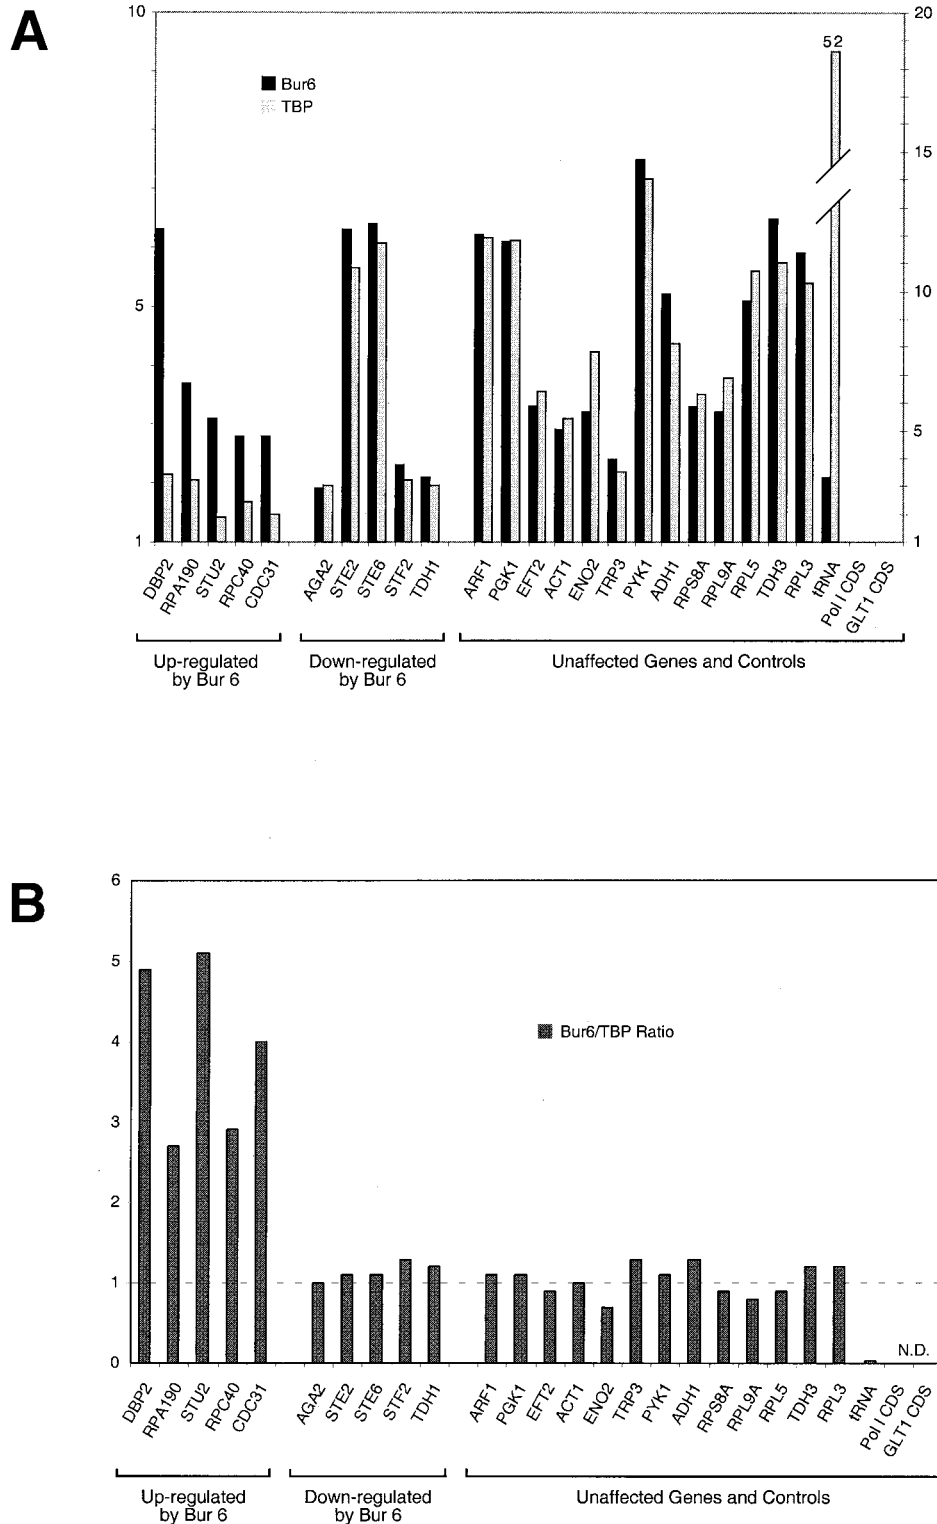 A
10
5
1
20
15
10
5
1
52
Bur6
TBP
DBP2
RPA190
STU2
RPC40
CDC31
AGA2
STE2
STE6
STF2
TDH1
ARF1
PGK1
EFT2
ACT1
ENO2
TRP3
PYK1
ADH1
RPS8A
RPL9A
RPL5
TDH3
RPL3
tRNA
Pol I CDS
GLT1 CDS
Up-regulated
by Bur 6
Down-regulated
by Bur 6
Unaffected Genes and Controls
B
6
5
4
3
2
1
0
Bur6/TBP Ratio
N.D.
DBP2
RPA190
STU2
RPC40
CDC31
AGA2
STE2
STE6
STF2
TDH1
ARF1
PGK1
EFT2
ACT1
ENO2
TRP3
PYK1
ADH1
RPS8A
RPL9A
RPL5
TDH3
RPL3
tRNA
Pol I CDS
GLT1 CDS
Up-regulated
by Bur 6
Down-regulated
by Bur 6
Unaffected Genes and Controls